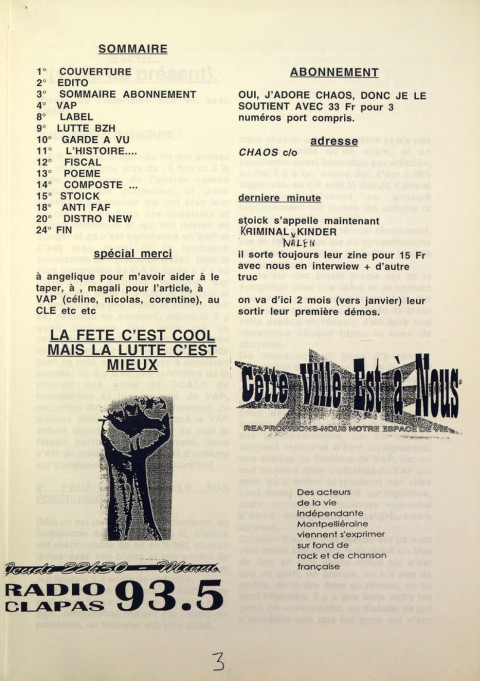 SOMMAIRE
1° COUVERTURE
2° EDITO
3° SOMMAIRE ABONNEMENT
4° VAP
8° LABEL
9° LUTTE BZH
10° GARDE A VU
11° L'HISTOIRE....
12° FISCAL
13° POEME
14° COMPOSTE ...
15° STOICK
18° ANTI FAF
20° DISTRO NEW
24° FIN
spécial merci
à angelique pour m'avoir aider à le
taper, à , magali pour l'article, à
VAP (céline, nicolas, corentine), au
CLE etc etc
LA FETE C'EST COOL
MAIS LA LUTTE C'EST
MIEUX
Jeudi 22H30 - Minuit
RADIO
CLAPAS 93.5
ABONNEMENT
OUI, J'ADORE CHAOS, DONC JE LE
SOUTIENT AVEC 33 Fr pour 3
numéros port compris.
adresse
CHAOS c/o
derniere minute
stoick s'appelle maintenant
KRIMINAL KINDER
NALEN
il sorte toujours leur zine pour 15 Fr
avec nous en interwiew + d'autre
truc
on va d'ici 2 mois (vers janvier) leur
sortir leur première démos.
Cette Ville Est à Nous
REAPROPRIONS-NOUS NOTRE ESPACE DE VIE
Des acteurs
de la vie
indépendante
Montpelliéraine
viennent s'exprimer
sur fond de
rock et de chanson
française
3